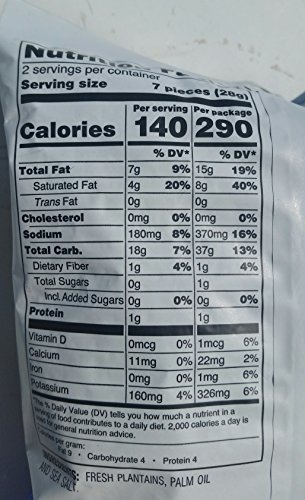 Nutrition
2 servings per container
Serving size 7 pieces (28g)
Per serving Per package
Calories 140 290
% DV* % DV*
Total Fat 7g 9% 15g 19%
Saturated Fat 4g 20% 8g 40%
Trans Fat 0g 0g
Cholesterol 0mg 0% 0mg 0%
Sodium 180mg 8% 370mg 16%
Total Carb. 18g 7% 37g 13%
Dietary Fiber 1g 4% 1g 4%
Total Sugars 0g 1g
Incl. Added Sugars 0g 0% 0g 0%
Protein 1g 1g
Vitamin D 0mcg 0% 1mcg 6%
Calcium 11mg 0% 22mg 2%
Iron 0mg 0% 1mg 6%
Potassium 160mg 4% 326mg 6%
* The % Daily Value (DV) tells you how much a nutrient in a
serving of food contributes to a daily diet. 2,000 calories a day is
used for general nutrition advice.
Calories per gram:
Fat 9 • Carbohydrate 4 • Protein 4
INGREDIENTS: FRESH PLANTAINS, PALM OIL
AND SEA SALT.